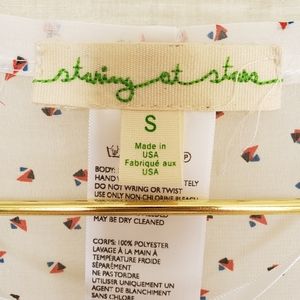 staring at stars
S
Made in
USA
Fabriqué aux
USA
BODY:
HAND
DO NOT WRING OR TWIST
USE ONLY NON-CHLORINE BLEACH
MAY BE DRY CLEANED
CORPS: 100% POLYESTER
LAVAGE À LA MAIN À
TEMPÉRATURE FROIDE
SÉPARÉMENT
NE PAS TORDRE
UTILISEZ UN
AGENT DE BLANCHIMENT
SANS CHLORE